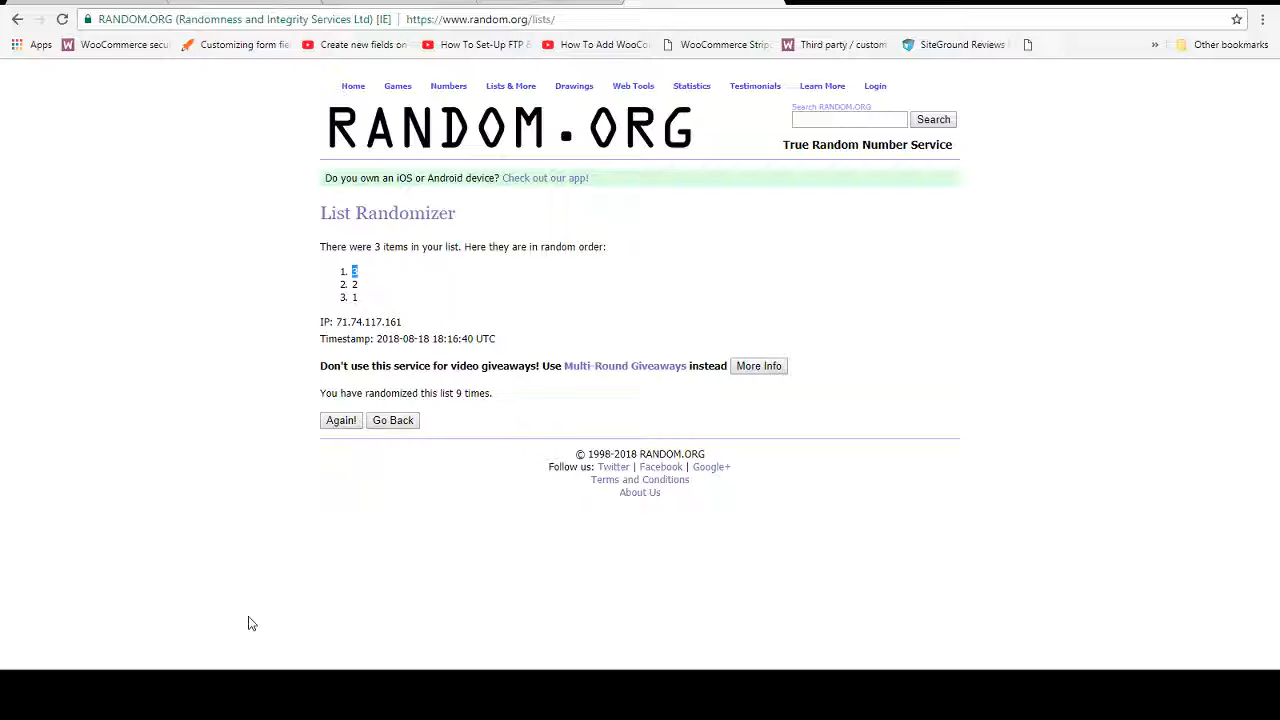 RANDOM.ORG (Randomness and Integrity Services Ltd) [IE] | https://www.random.org/lists/
Apps WooCommerce secu Customizing form fie Create new fields on How To Set-Up FTP & How To Add WooCo WooCommerce Strip Third party / custom SiteGround Reviews » Other bookmarks
Home Games Numbers Lists & More Drawings Web Tools Statistics Testimonials Learn More Login
RANDOM.ORG
Search RANDOM.ORG
Search
True Random Number Service
Do you own an iOS or Android device? Check out our app!
List Randomizer
There were 3 items in your list. Here they are in random order:
1. 3
2. 2
3. 1
IP: 71.74.117.161
Timestamp: 2018-08-18 18:16:40 UTC
Don't use this service for video giveaways! Use Multi-Round Giveaways instead More Info
You have randomized this list 9 times.
Again! Go Back
© 1998-2018 RANDOM.ORG
Follow us: Twitter | Facebook | Google+
Terms and Conditions
About Us